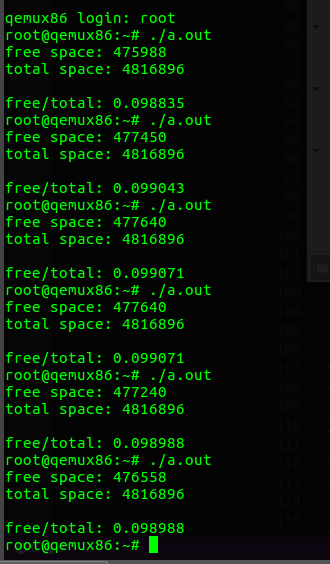 qemux86 login: root
root@qemux86:~# ./a.out
free space: 475988
total space: 4816896
free/total: 0.098835
root@qemux86:~# ./a.out
free space: 477450
total space: 4816896
free/total: 0.099043
root@qemux86:~# ./a.out
free space: 477640
total space: 4816896
free/total: 0.099071
root@qemux86:~# ./a.out
free space: 477640
total space: 4816896
free/total: 0.099071
root@qemux86:~# ./a.out
free space: 477240
total space: 4816896
free/total: 0.098988
root@qemux86:~# ./a.out
free space: 476558
total space: 4816896
free/total: 0.098988
root@qemux86:~#